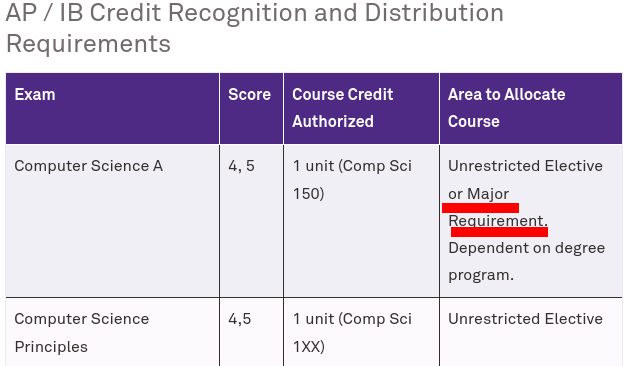 AP / IB Credit Recognition and Distribution
Requirements
Exam
Score
Course Credit
Authorized
Area to Allocate
Course
Computer Science A
4, 5
1 unit (Comp Sci
150)
Unrestricted Elective
or Major
Requirement.
Dependent on degree
program.
Computer Science
Principles
4,5
1 unit (Comp Sci
1XX)
Unrestricted Elective